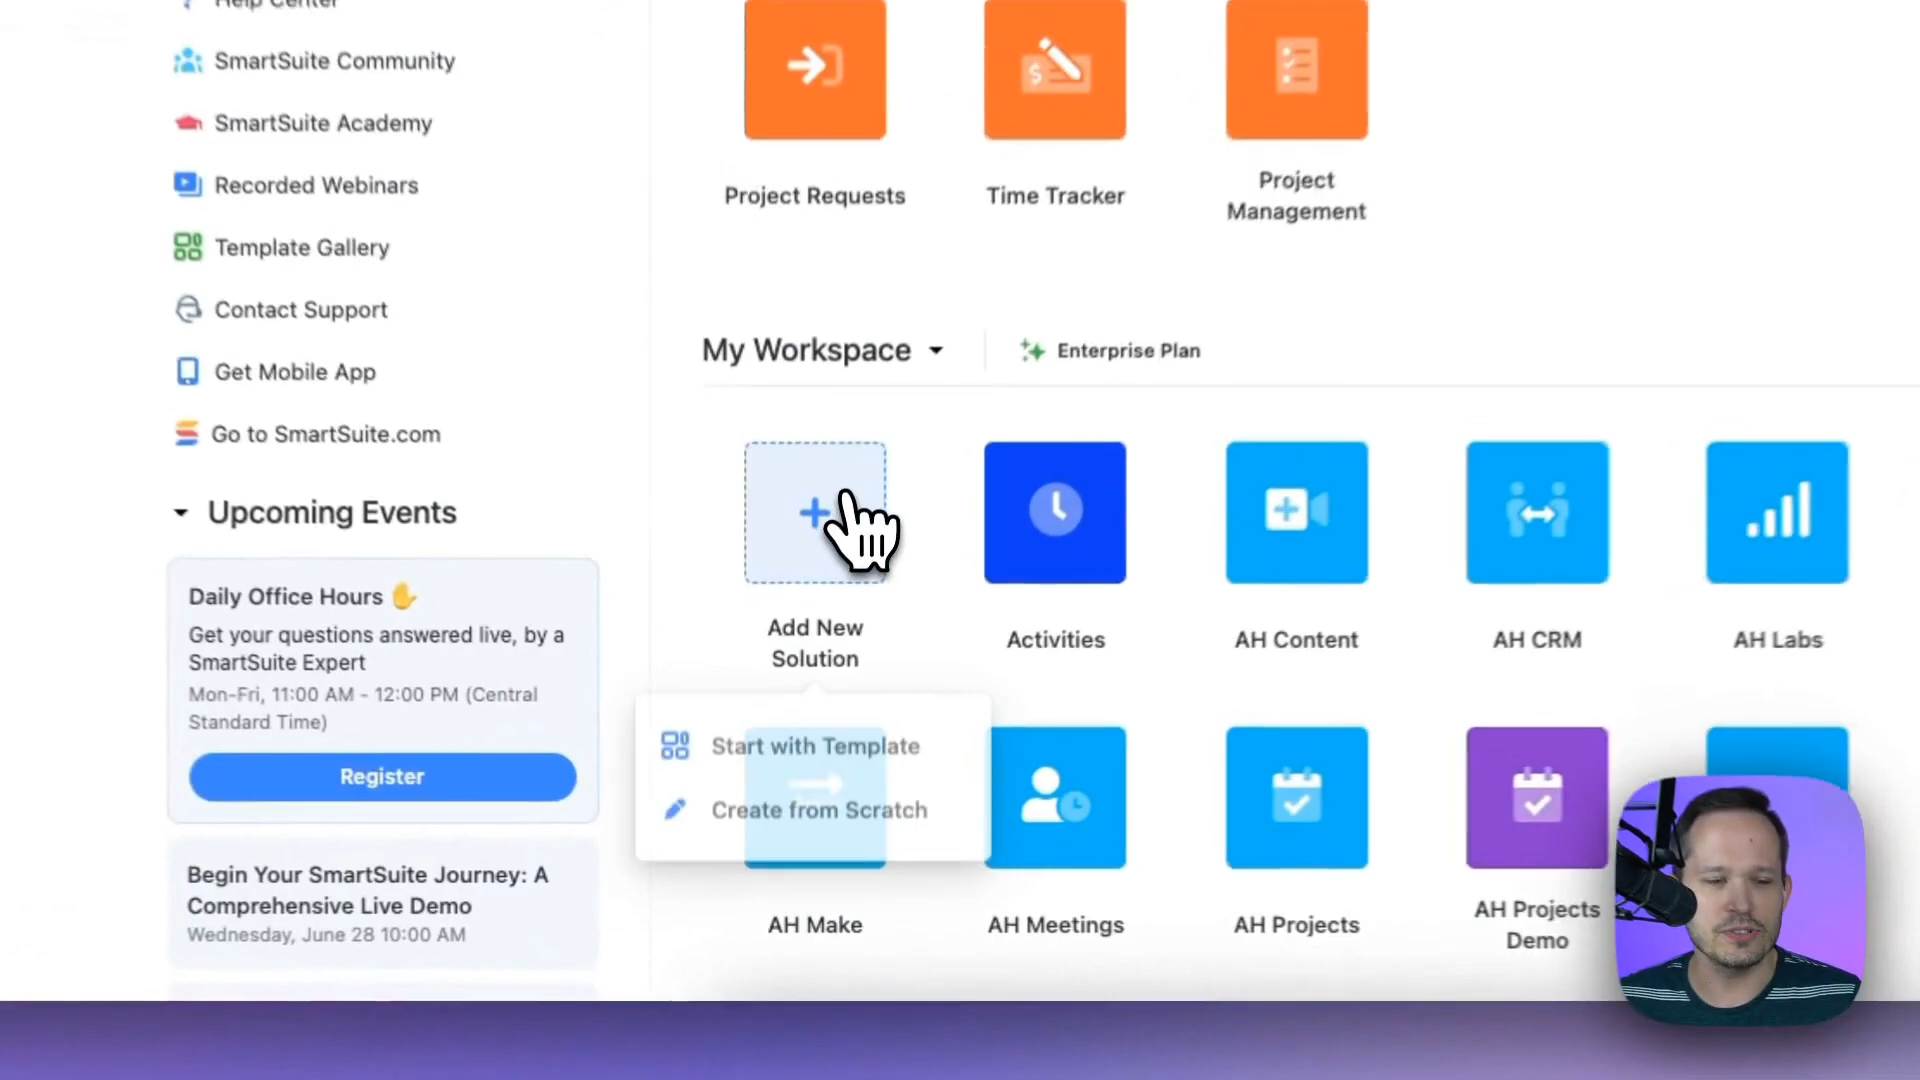 Help Center
SmartSuite Community
SmartSuite Academy
Recorded Webinars
Template Gallery
Contact Support
Get Mobile App
Go to SmartSuite.com
Upcoming Events
Daily Office Hours ✋
Get your questions answered live, by a
SmartSuite Expert
Mon-Fri, 11:00 AM - 12:00 PM (Central
Standard Time)
Register
Begin Your SmartSuite Journey: A
Comprehensive Live Demo
Wednesday, June 28 10:00 AM
Project Requests
Time Tracker
Project
Management
My Workspace
Enterprise Plan
Add New
Solution
Activities
AH Content
AH CRM
AH Labs
Start with Template
Create from Scratch
AH Make
AH Meetings
AH Projects
AH Projects
Demo